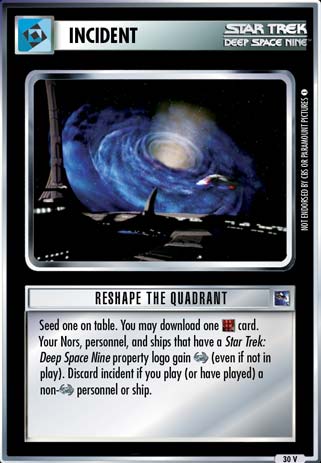 INCIDENT
STAR TREK
DEEP SPACE NINE
NOT ENDORSED BY CBS OR PARAMOUNT PICTURES
RESHAPE THE QUADRANT
Seed one on table. You may download one card.
Your Nors, personnel, and ships that have a Star Trek:
Deep Space Nine property logo gain (even if not in
play). Discard incident if you play (or have played) a
non- personnel or ship.
30 V